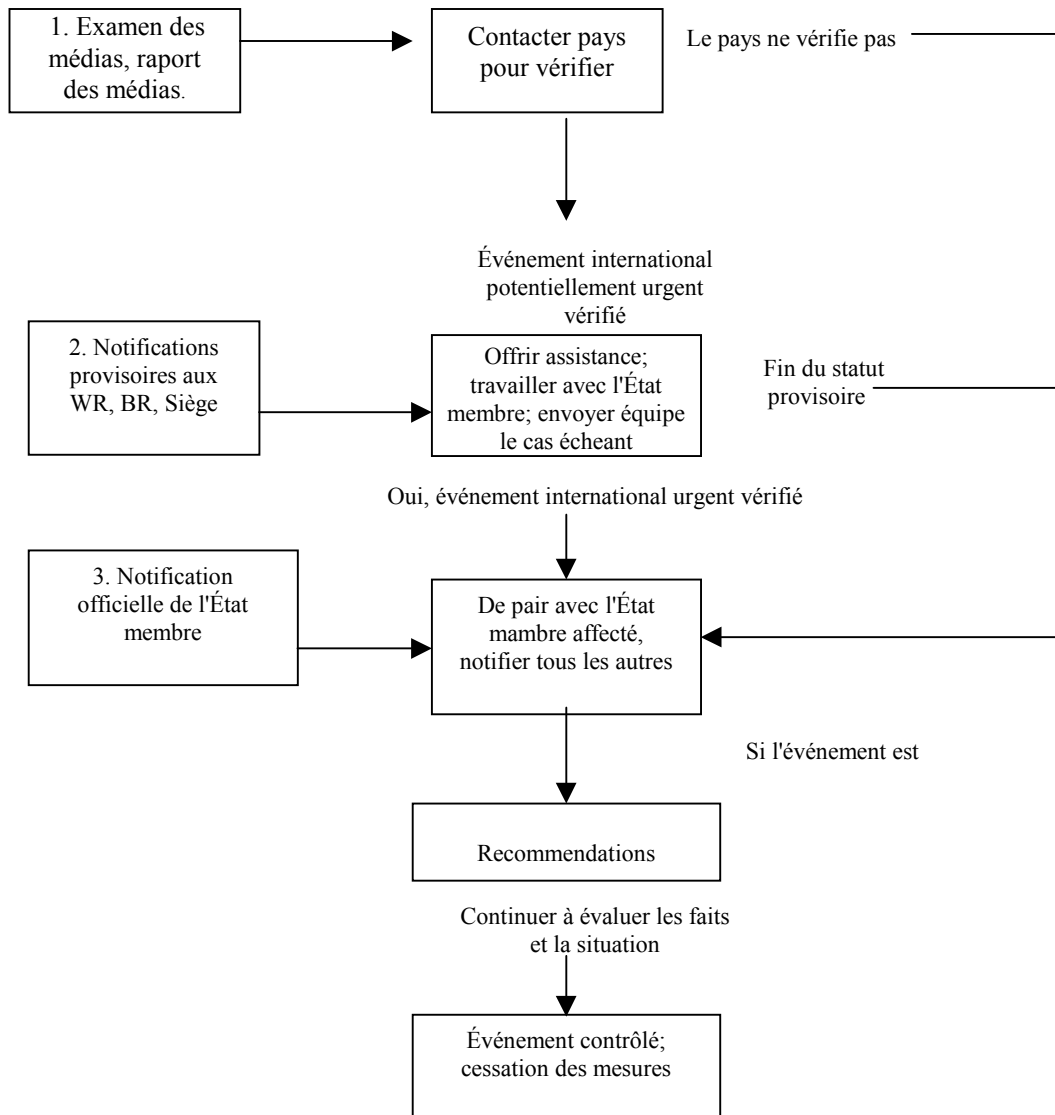 1. Examen des
médias, raport
des médias.
Contacter pays
pour vérifier
Le pays ne vérifie pas
Événement international
potentiellement urgent
vérifié
2. Notifications
provisoires aux
WR, BR, Siège
Offrir assistance;
travailler avec l'État
membre; envoyer équipe
le cas écheant
Fin du statut
provisoire
Oui, événement international urgent vérifié
3. Notification
officielle de l'État
membre
De pair avec l'État
mambre affecté,
notifier tous les autres
Si l'événement est
Recommendations
Continuer à évaluer les faits
et la situation
Événement contrôlé;
cessation des mesures